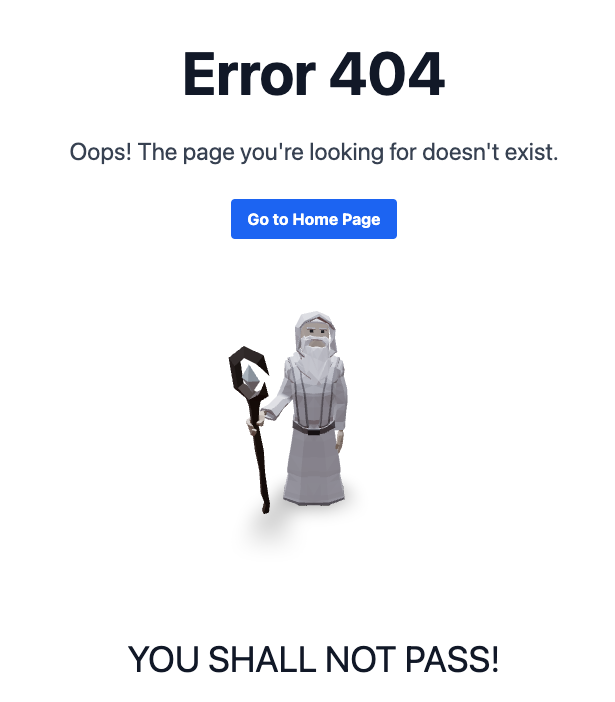 Error 404
Oops! The page you're looking for doesn't exist.
Go to Home Page
YOU SHALL NOT PASS!